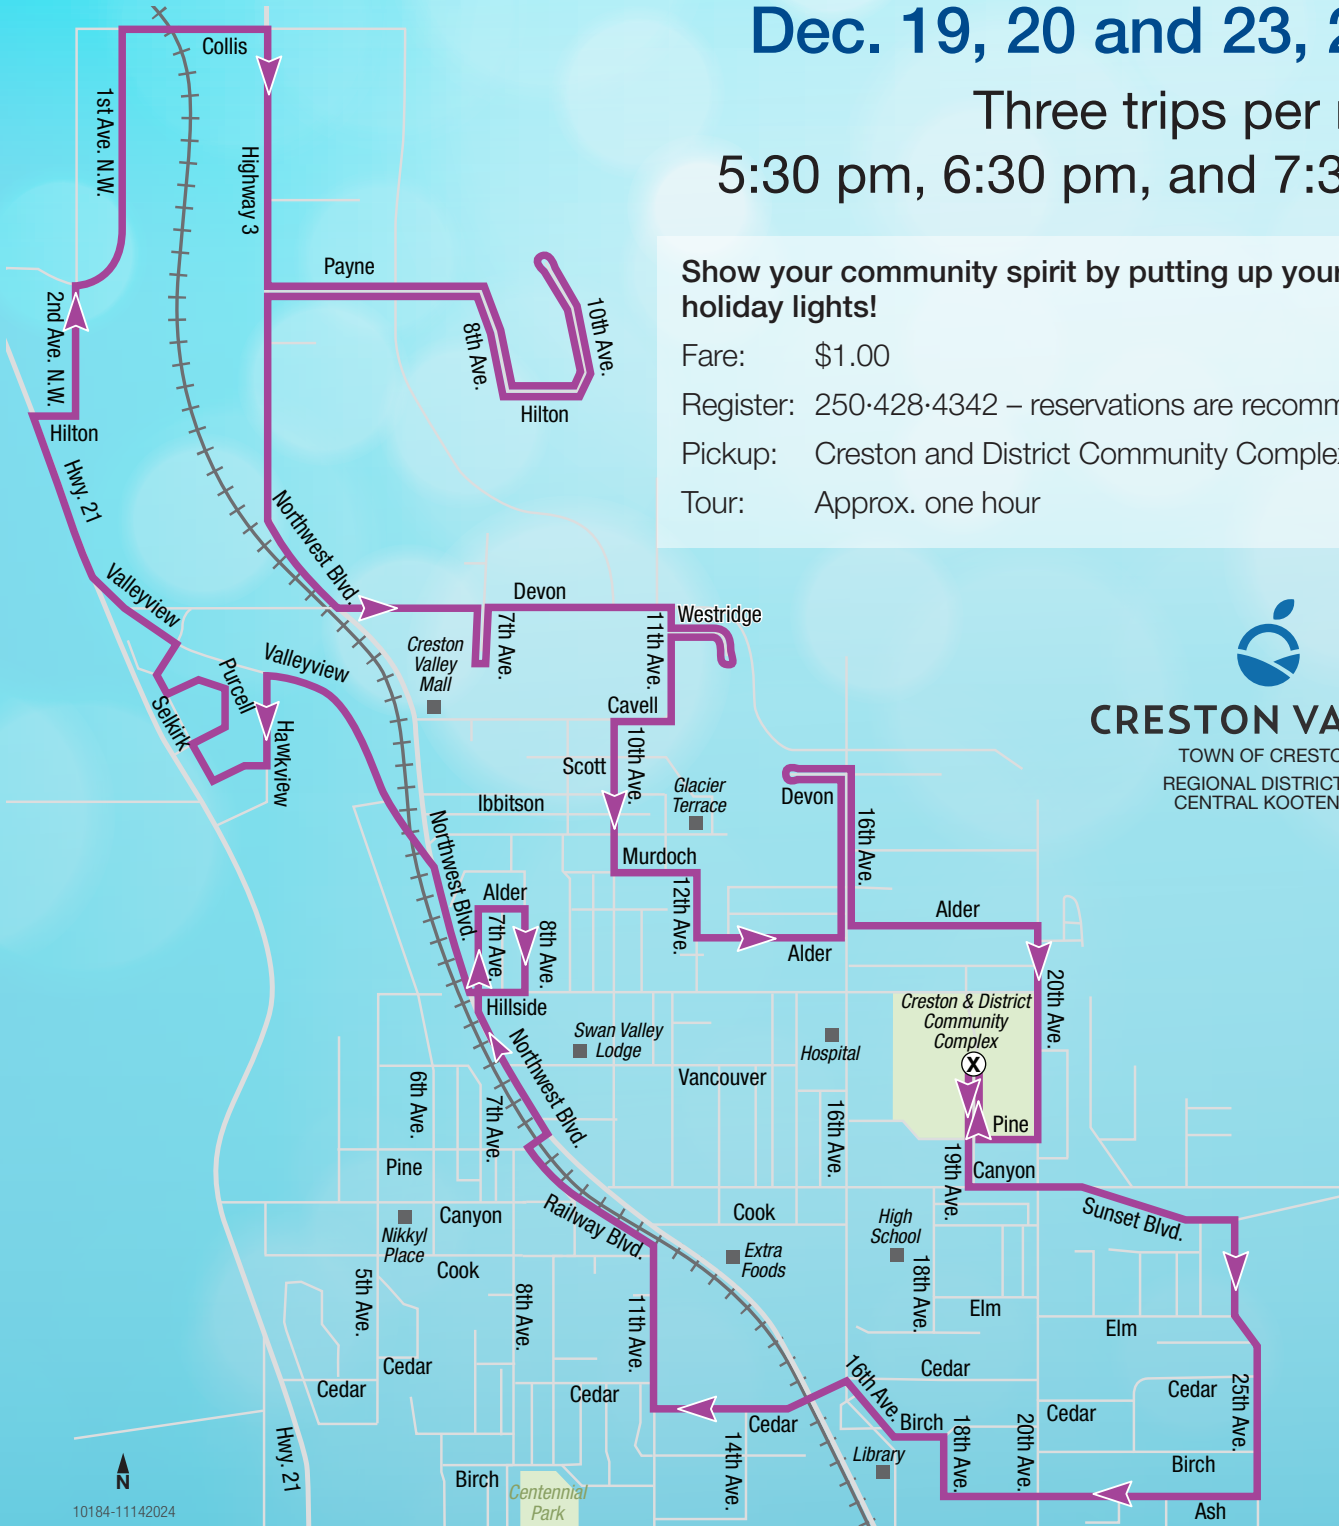 Dec. 19, 20 and 23, 2
Three trips per
5:30 pm, 6:30 pm, and 7:3
Show your community spirit by putting up your
holiday lights!
Fare: $1.00
Register: 250·428·4342 – reservations are recomm
Pickup: Creston and District Community Complex
Tour: Approx. one hour
CRESTON VA
TOWN OF CRESTO
REGIONAL DISTRICT
CENTRAL KOOTEN
Collis
1st Ave. N.W.
Highway 3
Payne
2nd Ave. N.W.
8th Ave.
10th Ave.
Hilton
Hilton
Hwy. 21
Northwest Blvd.
Valleyview
Devon
Westridge
7th Ave.
11th Ave.
Creston
Valley
Mall
Valleyview
Purcell
Selkirk
Hawkview
Cavell
10th Ave.
Scott
Ibbitson
Glacier
Terrace
Devon
16th Ave.
Northwest Blvd.
Murdoch
12th Ave.
Alder
7th Ave.
8th Ave.
Alder
Alder
20th Ave.
Hillside
Creston & District
Community
Complex
X
Swan Valley
Lodge
Hospital
Northwest Blvd.
Vancouver
6th Ave.
7th Ave.
16th Ave.
Pine
19th Ave.
Pine
Canyon
Railway Blvd.
Canyon
Nikkyl
Place
Cook
Cook
High
School
Sunset Blvd.
Extra
Foods
5th Ave.
8th Ave.
11th Ave.
18th Ave.
Elm
Elm
Cedar
Cedar
Cedar
Cedar
16th Ave.
Cedar
Cedar
Cedar
25th Ave.
Birch
18th Ave.
20th Ave.
14th Ave.
Library
Birch
Hwy. 21
Birch
Centennial
Park
Ash
N
10184-11142024